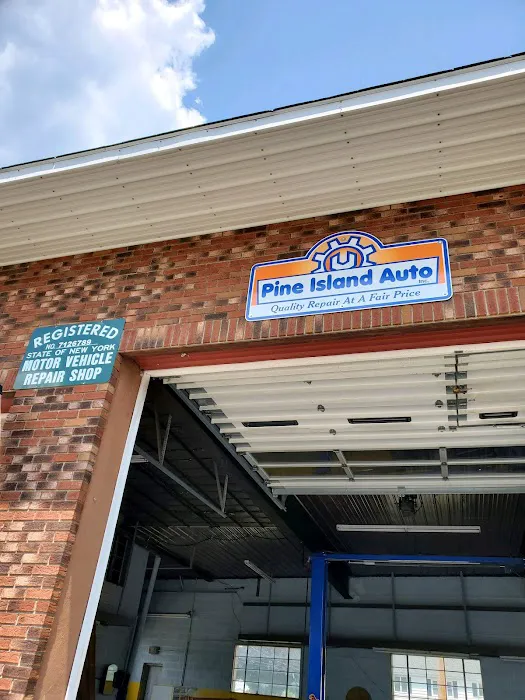 Pine Island Auto Inc.
Quality Repair At A Fair Price
REGISTERED
NO. 7126789
STATE OF NEW YORK
MOTOR VEHICLE
REPAIR SHOP